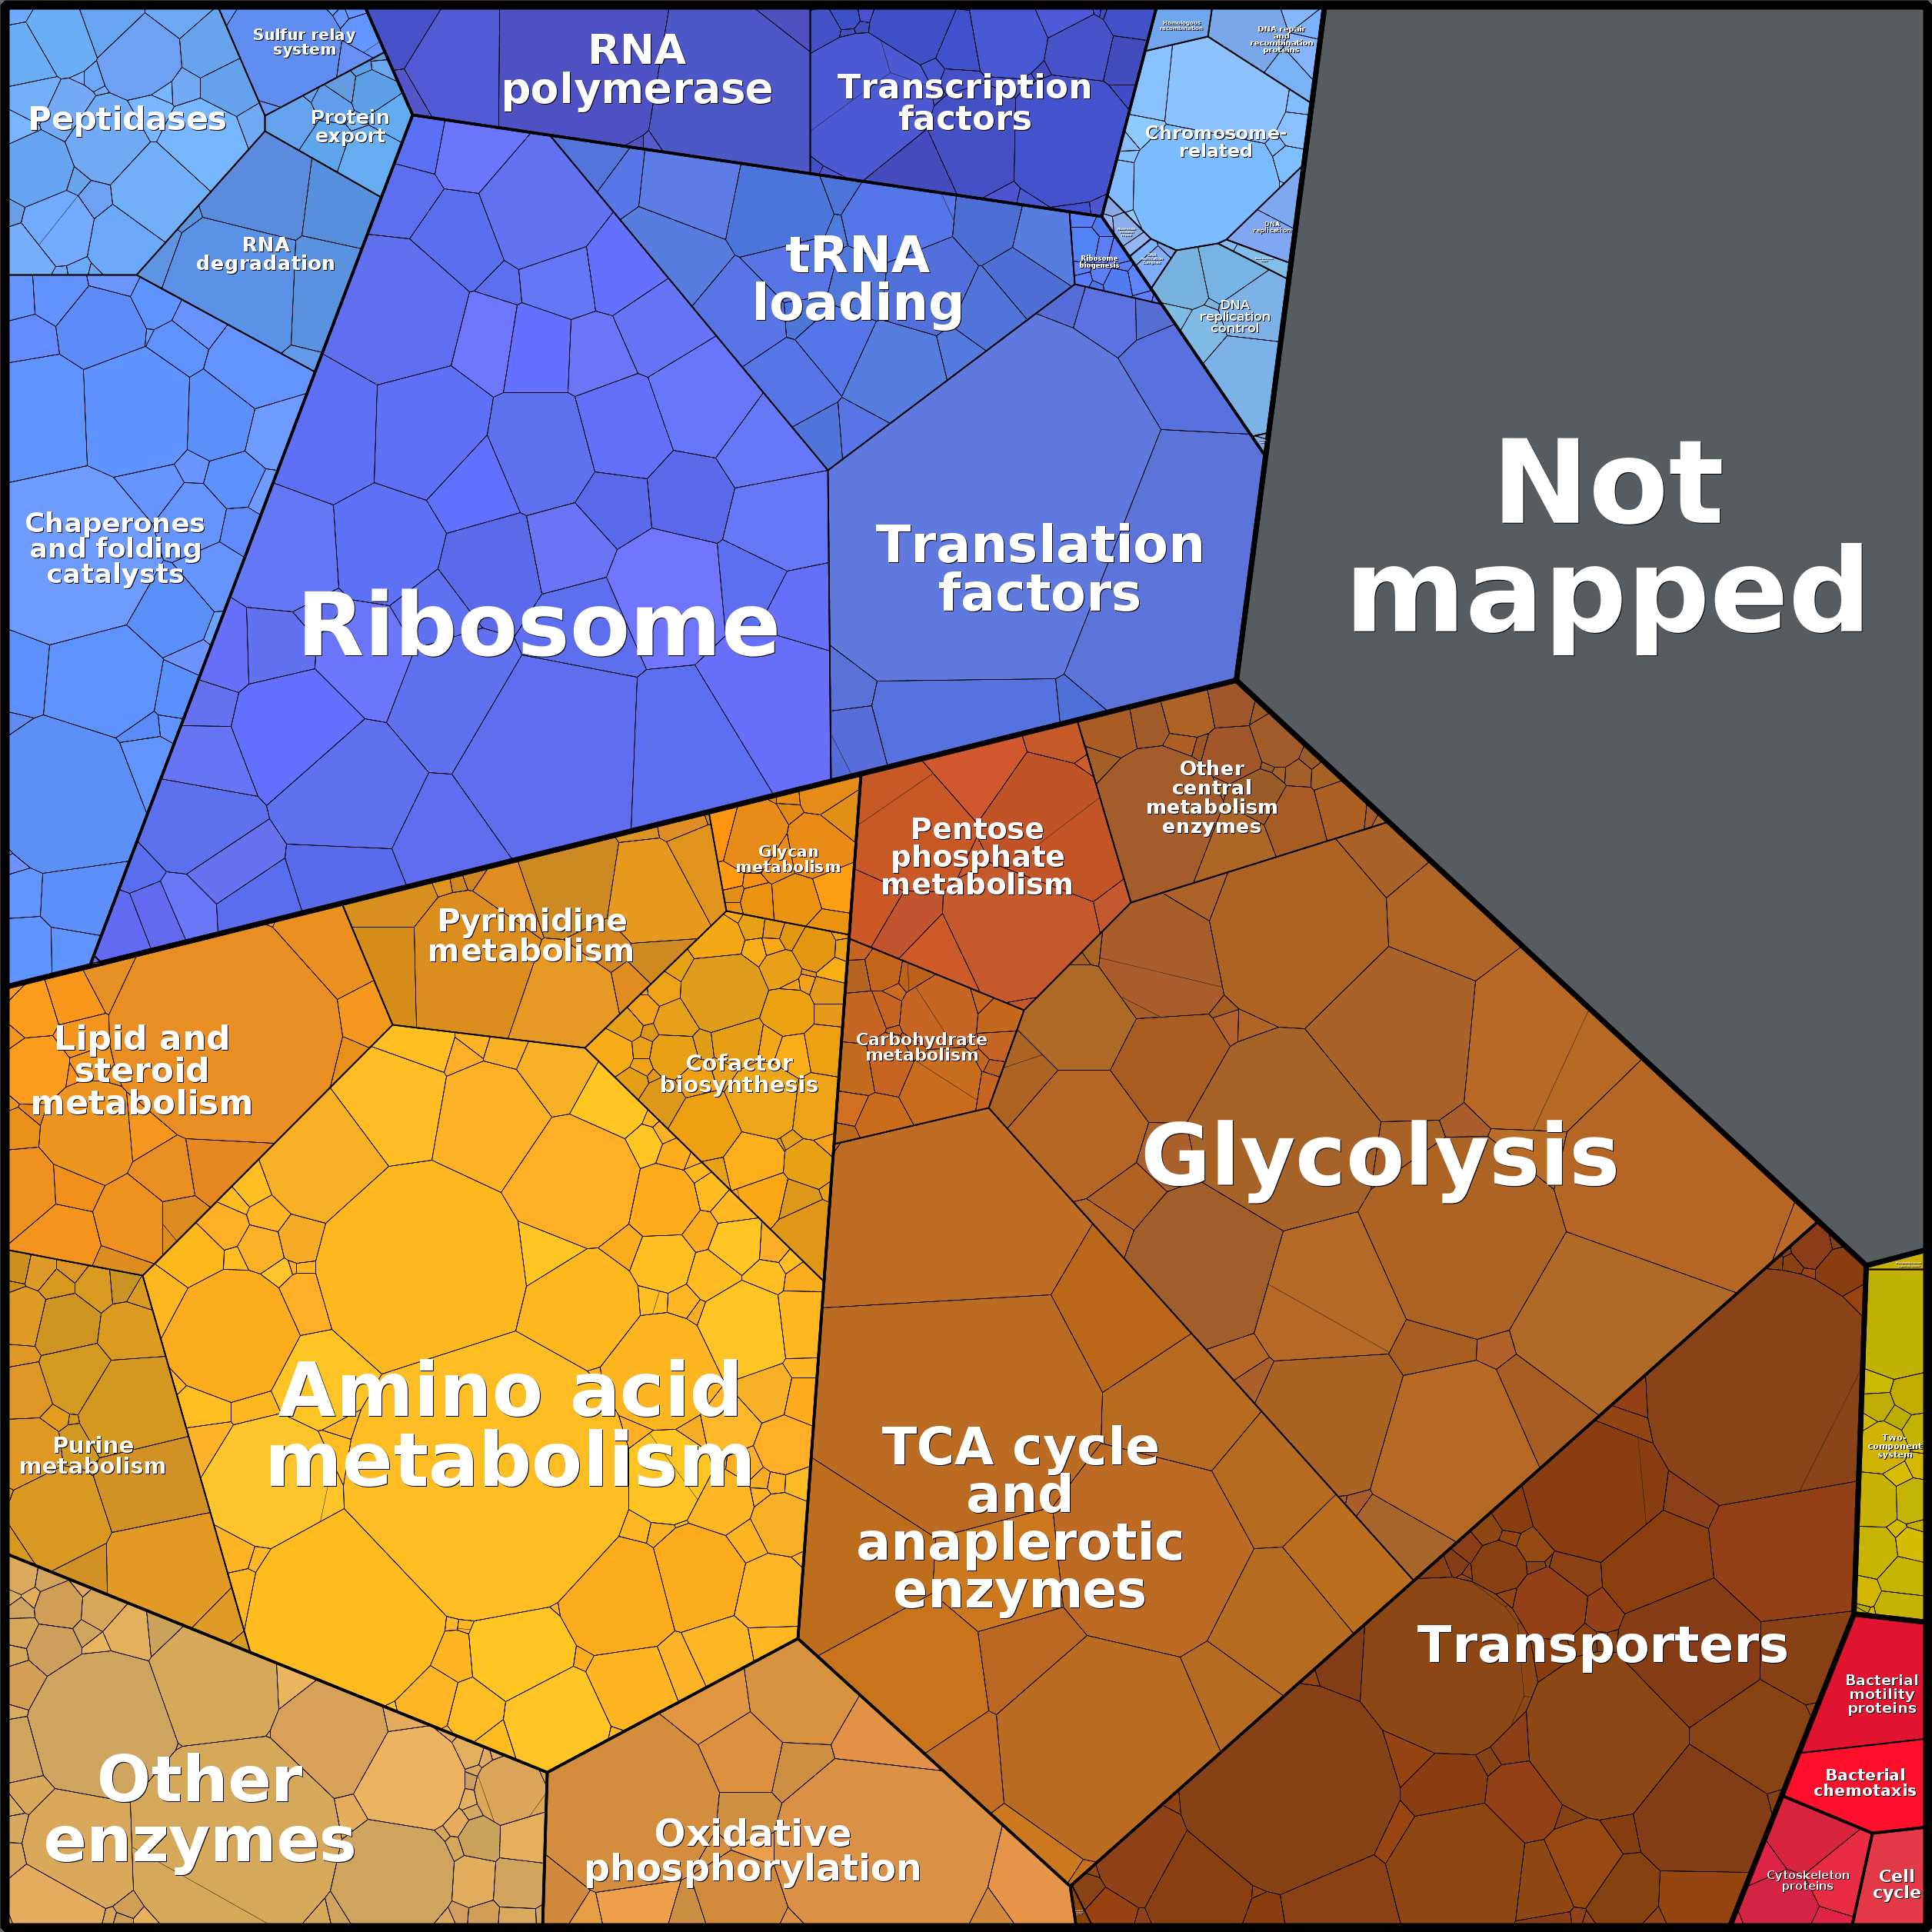 Peptidases
Sulfur relay
system
Protein
export
RNA
degradation
RNA
polymerase
Transcription
factors
Homologous
recombination
DNA repair
and
recombination
proteins
Chromosome-
related
DNA
replication
DNA
replication
control
Ribosome
biogenesis
tRNA
loading
Chaperones
and folding
catalysts
Ribosome
Translation
factors
Not
mapped
Other
central
metabolism
enzymes
Pentose
phosphate
metabolism
Glycan
metabolism
Pyrimidine
metabolism
Lipid and
steroid
metabolism
Cofactor
biosynthesis
Carbohydrate
metabolism
Glycolysis
Amino acid
metabolism
Purine
metabolism
TCA cycle
and
anaplerotic
enzymes
Two-
component
system
Transporters
Bacterial
motility
proteins
Bacterial
chemotaxis
Other
enzymes
Oxidative
phosphorylation
Cytoskeleton
proteins
Cell
cycle